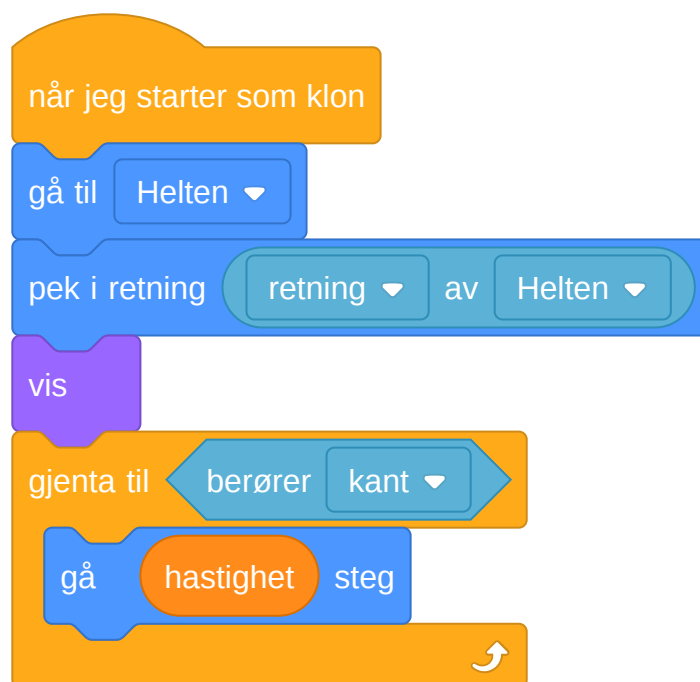 når jeg starter som klon
gå til Helten
pek i retning retning av Helten
vis
gjenta til berører kant
gå hastighet steg